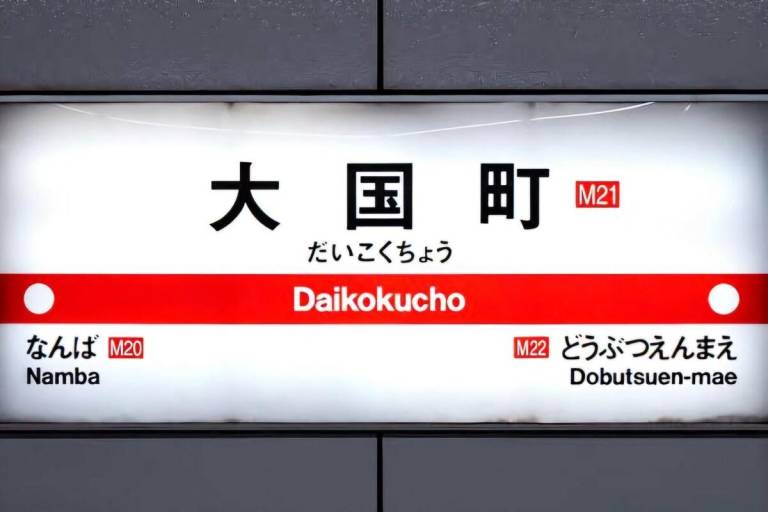 大国町 M21
だいこくちょう
Daikokucho
なんば M20
Namba
M22 どうぶつえんまえ
Dobutsuen-mae